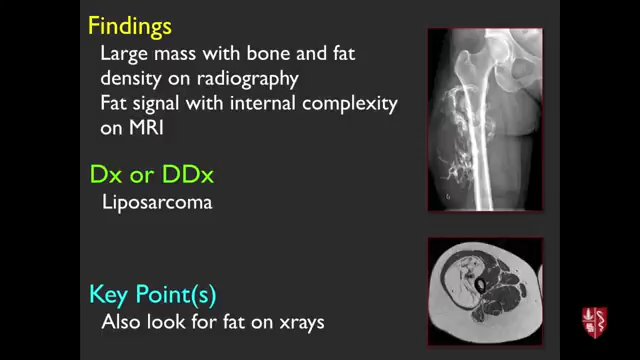 Findings
Large mass with bone and fat
density on radiography
Fat signal with internal complexity
on MRI
Dx or DDx
Liposarcoma
Key Point(s)
Also look for fat on xrays